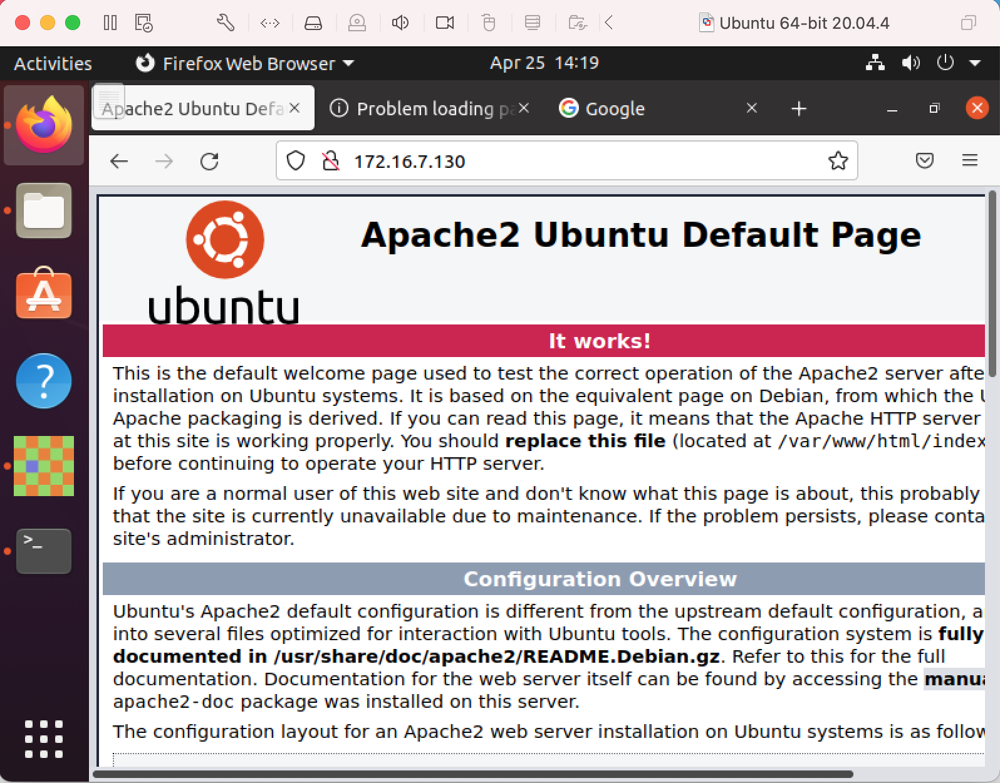 Ubuntu 64-bit 20.04.4
Activities
Firefox Web Browser
Apr 25 14:19
Apache2 Ubuntu Defa
Problem loading pa
Google
172.16.7.130
ubuntu
Apache2 Ubuntu Default Page
It works!
This is the default welcome page used to test the correct operation of the Apache2 server afte
installation on Ubuntu systems. It is based on the equivalent page on Debian, from which the U
Apache packaging is derived. If you can read this page, it means that the Apache HTTP server
at this site is working properly. You should replace this file (located at /var/www/html/index
before continuing to operate your HTTP server.
If you are a normal user of this web site and don't know what this page is about, this probably
that the site is currently unavailable due to maintenance. If the problem persists, please conta
site's administrator.
Configuration Overview
Ubuntu's Apache2 default configuration is different from the upstream default configuration, a
into several files optimized for interaction with Ubuntu tools. The configuration system is fully
documented in /usr/share/doc/apache2/README.Debian.gz. Refer to this for the full
documentation. Documentation for the web server itself can be found by accessing the manua
apache2-doc package was installed on this server.
The configuration layout for an Apache2 web server installation on Ubuntu systems is as follow